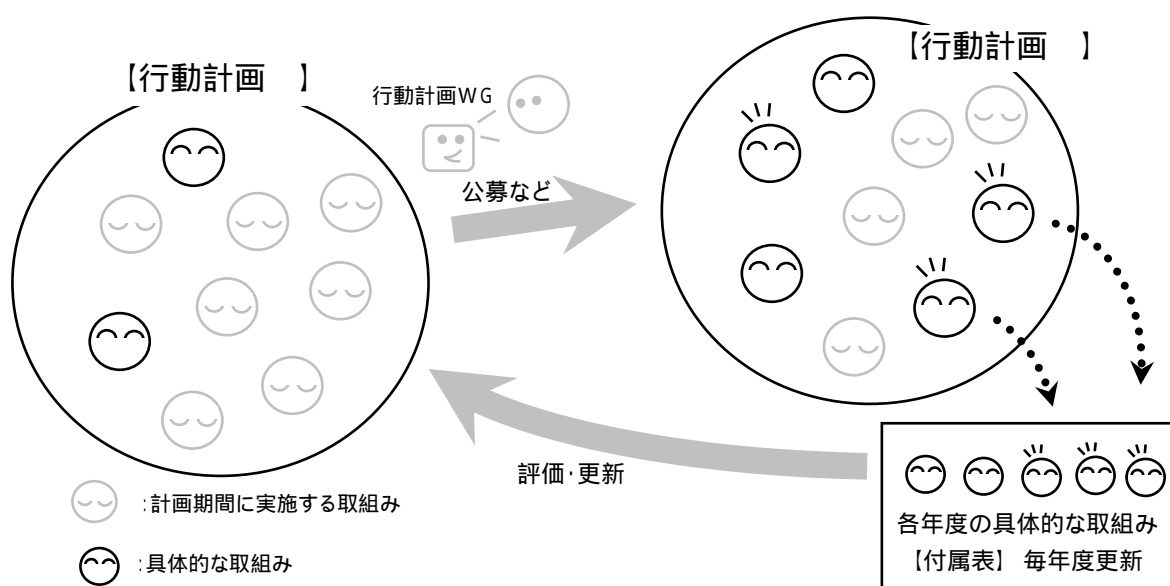 【行動計画　】
行動計画WG
公募など
【行動計画　】
評価・更新
:計画期間に実施する取組み
:具体的な取組み
各年度の具体的な取組み
【付属表】 毎年度更新